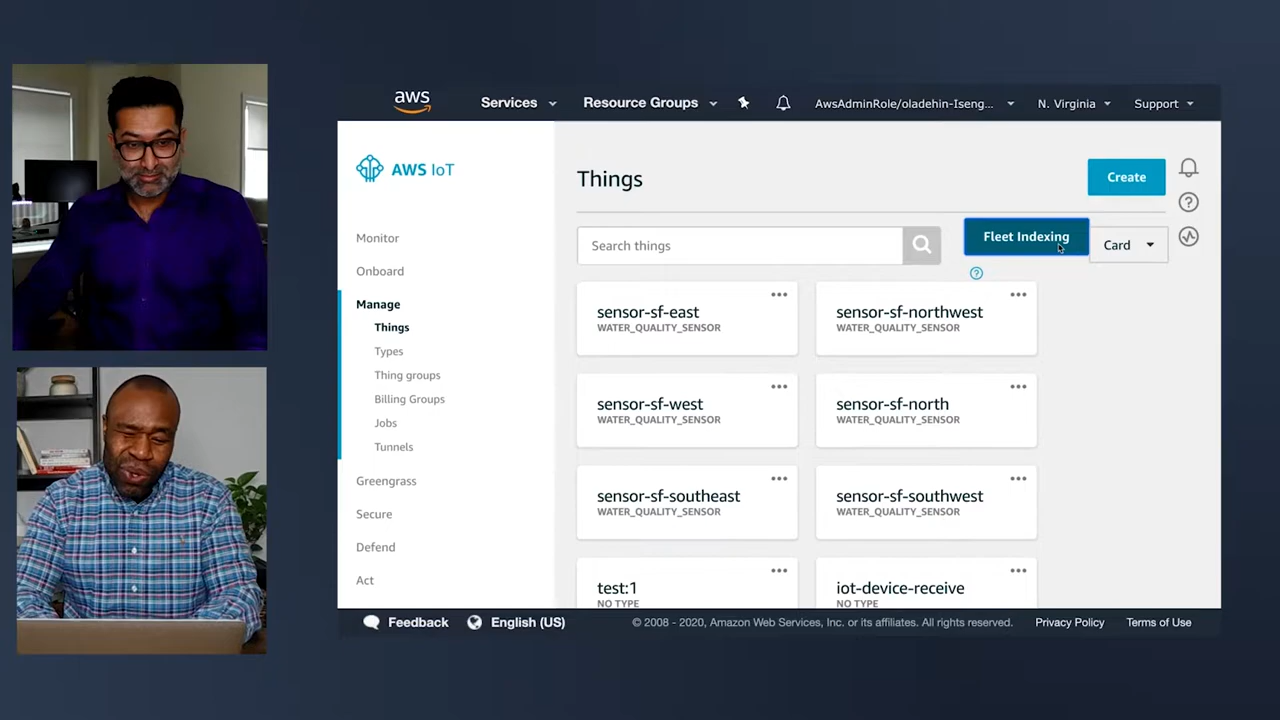 aws Services Resource Groups AwsAdminRole/oladehin-Iseng... N. Virginia Support
AWS IoT
Monitor
Onboard
Manage
Things
Types
Thing groups
Billing Groups
Jobs
Tunnels
Greengrass
Secure
Defend
Act
Things
Create
Search things
Fleet Indexing
Card
sensor-sf-east
WATER_QUALITY_SENSOR
sensor-sf-northwest
WATER_QUALITY_SENSOR
sensor-sf-west
WATER_QUALITY_SENSOR
sensor-sf-north
WATER_QUALITY_SENSOR
sensor-sf-southeast
WATER_QUALITY_SENSOR
sensor-sf-southwest
WATER_QUALITY_SENSOR
test:1
NO TYPE
iot-device-receive
NO TYPE
Feedback English (US) © 2008 - 2020, Amazon Web Services, Inc. or its affiliates. All rights reserved. Privacy Policy Terms of Use